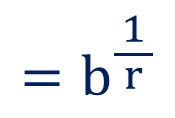 = b^(1/r)